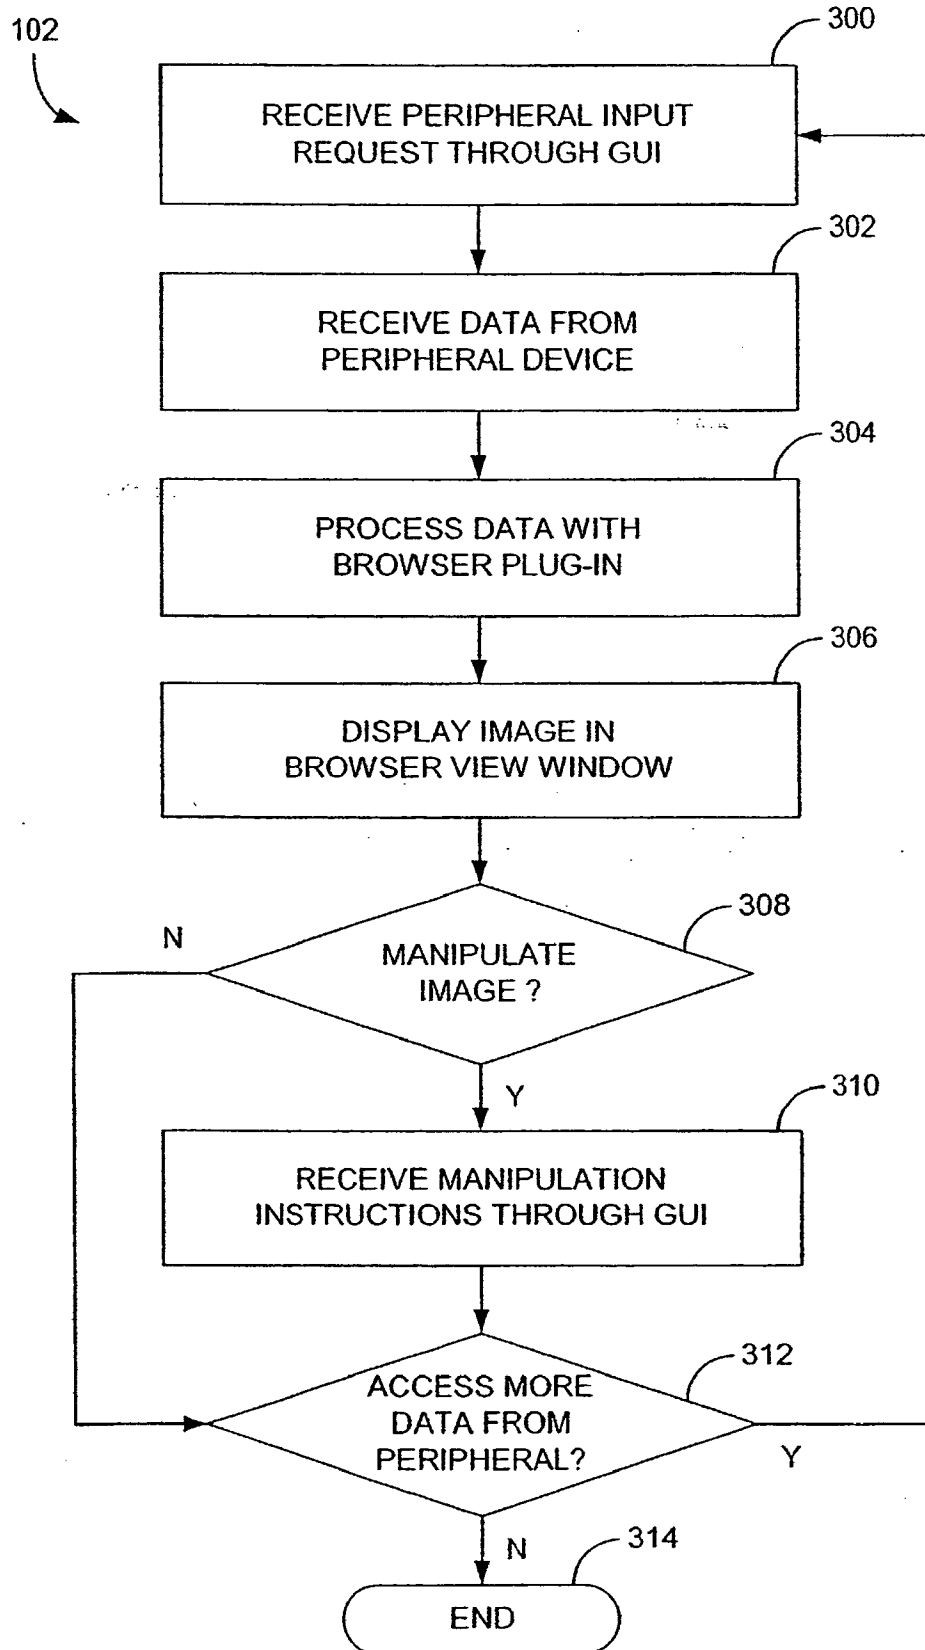 102
300
RECEIVE PERIPHERAL INPUT
REQUEST THROUGH GUI
302
RECEIVE DATA FROM
PERIPHERAL DEVICE
304
PROCESS DATA WITH
BROWSER PLUG-IN
306
DISPLAY IMAGE IN
BROWSER VIEW WINDOW
308
N
MANIPULATE
IMAGE ?
Y
310
RECEIVE MANIPULATION
INSTRUCTIONS THROUGH GUI
312
ACCESS MORE
DATA FROM
PERIPHERAL?
Y
N
314
END